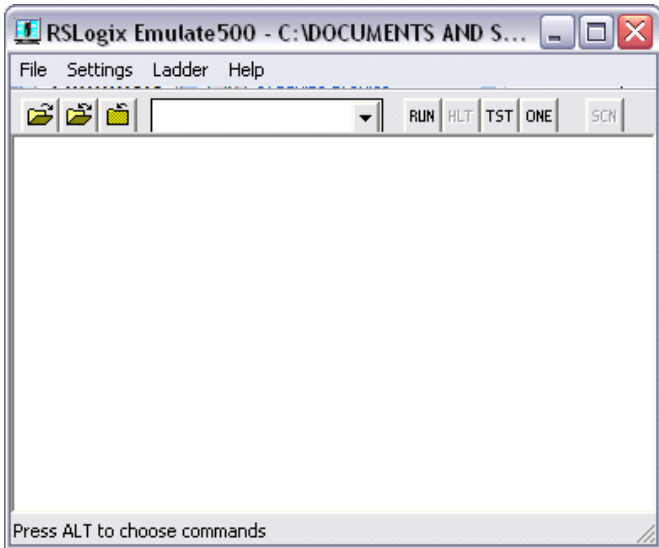 RSLogix Emulate500 - C:\DOCUMENTS AND S...
File Settings Ladder Help
RUN HLT TST ONE SCN
Press ALT to choose commands